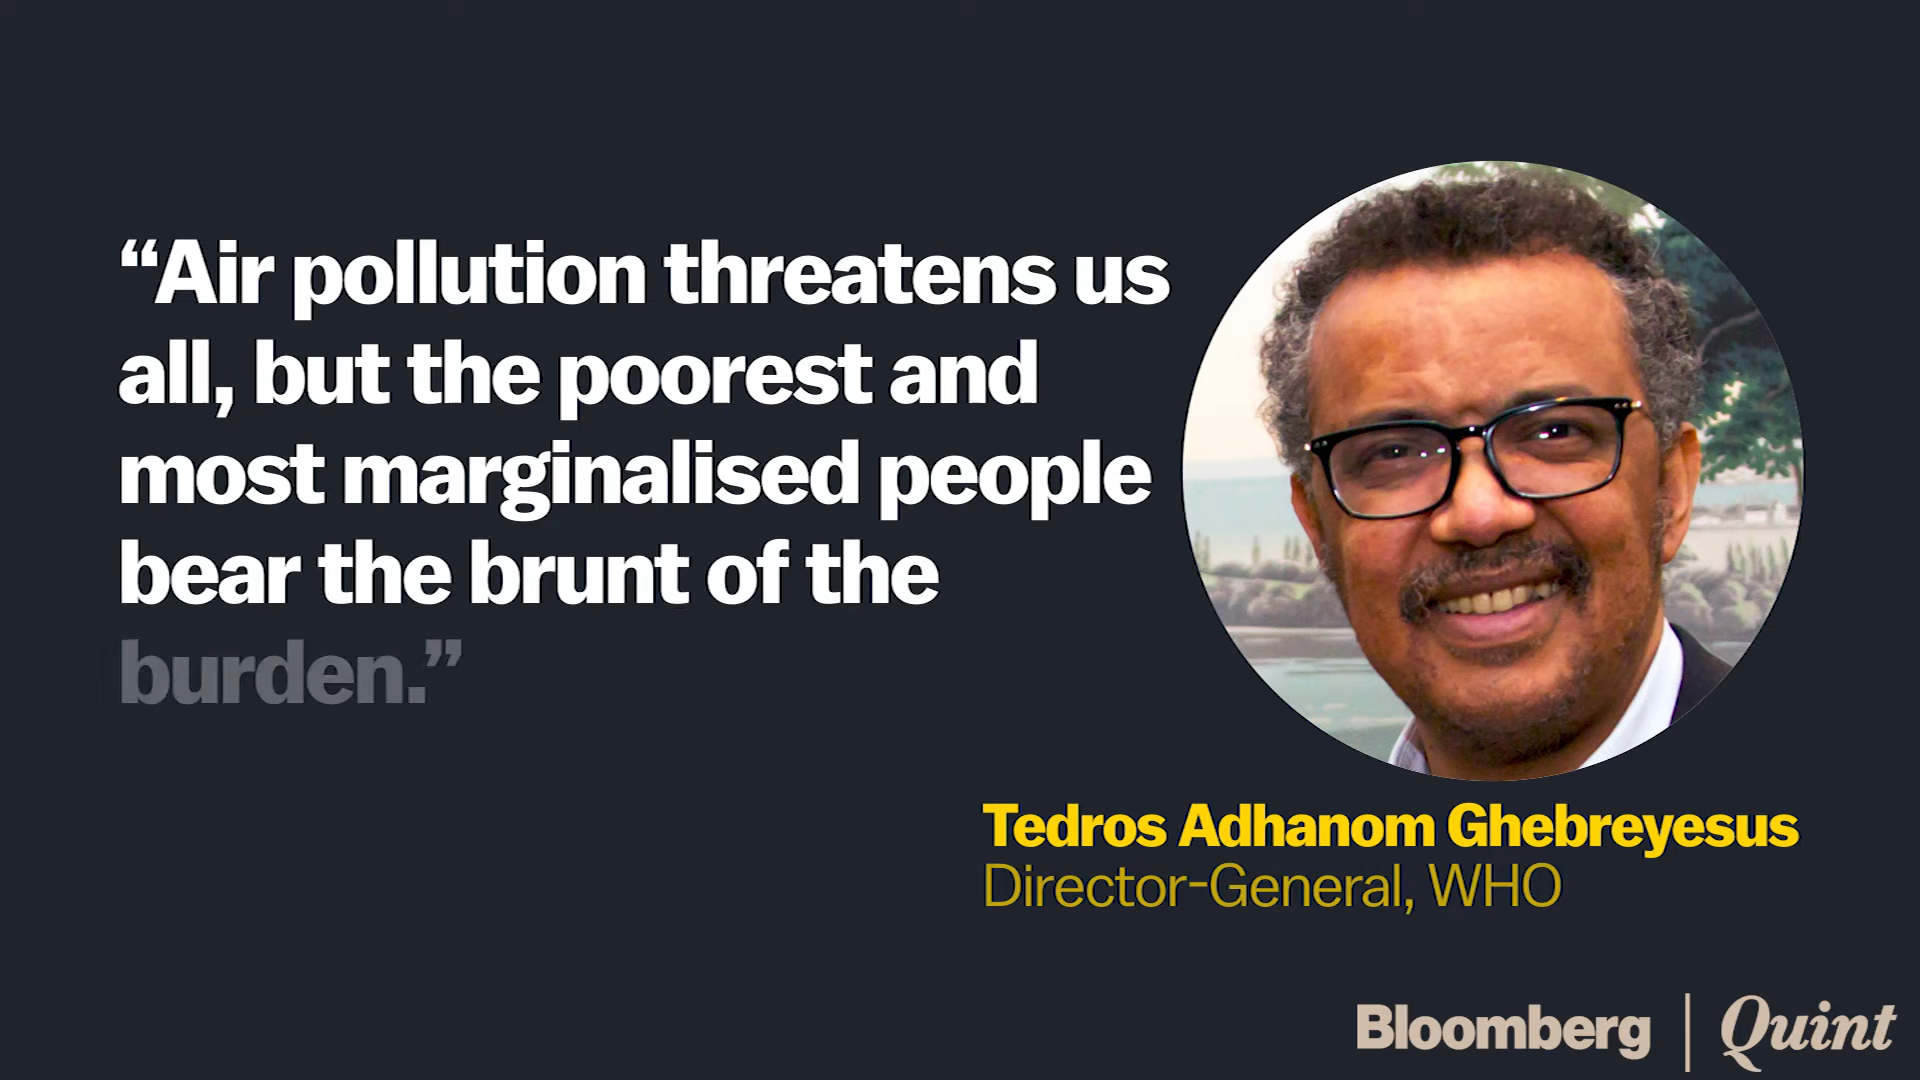 “Air pollution threatens us
all, but the poorest and
most marginalised people
bear the brunt of the
burden.”
Tedros Adhanom Ghebreyesus
Director-General, WHO
Bloomberg | Quint